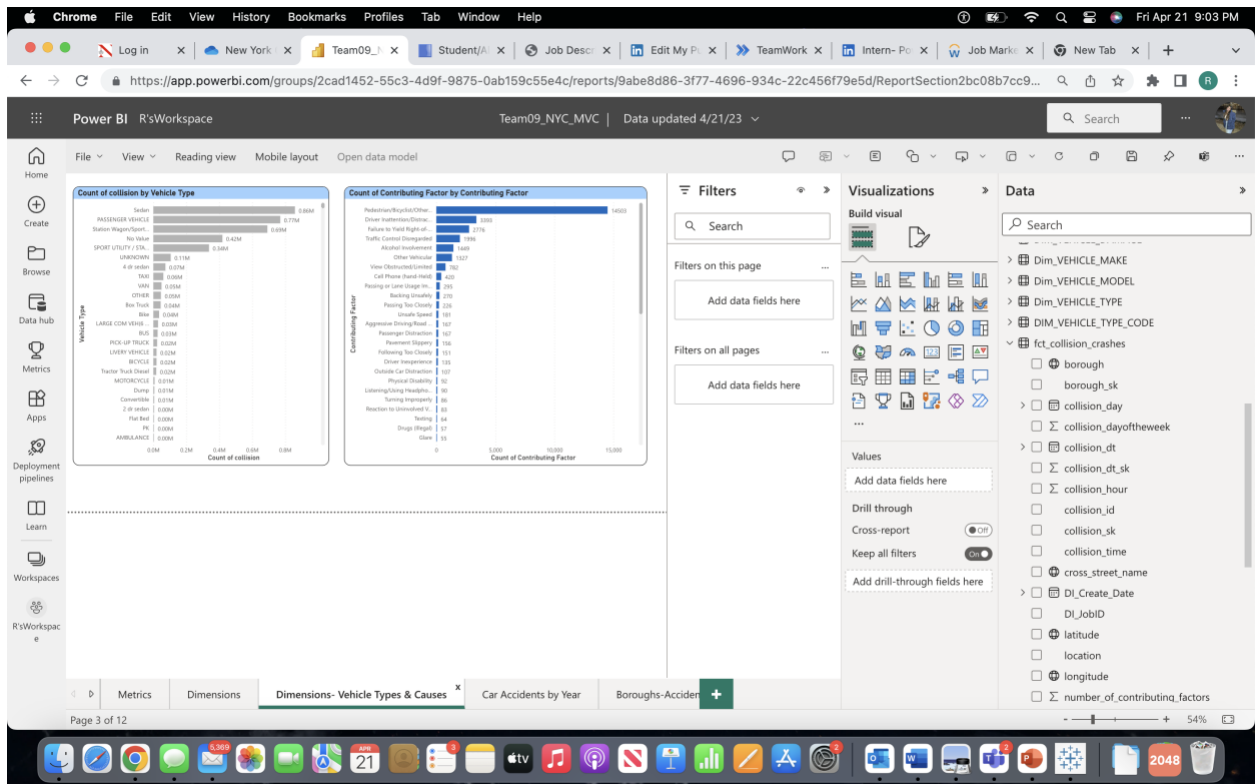 Chrome File Edit View History Bookmarks Profiles Tab Window Help Fri Apr 21 9:03 PM
Log in New York Team09_N Student/A Job Descr Edit My P TeamWork Intern- Po Job Mark New Tab
https://app.powerbi.com/groups/2cad1452-55c3-4d9f-9875-0ab159c55e4c/reports/9abe8d86-3f77-4696-934c-22c456f79e5d/ReportSection2bc08b7cc9...
R
Power BI R'sWorkspace Team09_NYC_MVC | Data updated 4/21/23 Search
File View Reading view Mobile layout Open data model
Home
Create
Browse
Data hub
Metrics
Apps
Deployment
pipelines
Learn
Workspaces
R'sWorkspac
e
Count of collision by Vehicle Type
Vehicle Type
Sedan 0.86M
PASSENGER VEHICLE 0.77M
Station Wagon/Sport... 0.69M
No Value 0.42M
SPORT UTILITY / STA... 0.34M
UNKNOWN 0.11M
4 dr sedan 0.07M
TAXI 0.06M
VAN 0.05M
OTHER 0.05M
Box Truck 0.04M
Bike 0.04M
LARGE COM VEHI(6 ... 0.03M
BUS 0.03M
PICK-UP TRUCK 0.02M
LIVERY VEHICLE 0.02M
BICYCLE 0.02M
Tractor Truck Diesel 0.02M
MOTORCYCLE 0.01M
Dump 0.01M
Convertible 0.01M
2 dr sedan 0.00M
Flat Bed 0.00M
PK 0.00M
AMBULANCE 0.00M
0.0M 0.2M 0.4M 0.6M 0.8M
Count of collision
Count of Contributing Factor by Contributing Factor
Contributing Factor
Pedestrian/Bicyclist/Other... 14503
Driver Inattention/Distrac...
Failure to Yield Right-of-... 2776
Traffic Control Disregarded 1996
Alcohol Involvement 1449
Other Vehicular 1327
View Obstructed/Limited 782
Cell Phone (hand-Held) 420
Passing or Lane Usage Im... 295
Backing Unsafely 270
Passing Too Closely 226
Unsafe Speed 181
Aggressive Driving/Road ... 167
Passenger Distraction 167
Pavement Slippery 156
Following Too Closely 151
Driver Inexperience 135
Outside Car Distraction 107
Physical Disability 92
Listening/Using Headpho... 90
Turning Improperly 86
Reaction to Uninvolved V... 83
Texting 64
Drugs (Illegal) 57
Glare 55
0 5,000 10,000 15,000
Count of Contributing Factor
Filters
Search
Filters on this page ...
Add data fields here
Filters on all pages ...
Add data fields here
Visualizations
Build visual
...
Values
Add data fields here
Drill through
Cross-report Off
Keep all filters On
Add drill-through fields here
Data
Search
Dim_VEHICLE_MAKE
Dim_VEHICLE_MODEL
Dim_VEHICLE_TYPE
DIM_VEHICLE_TYPE_CODE
fct_collision_crashes
borough
borough_sk
collision_day
collision_dayoftheweek
collision_dt
collision_dt_sk
collision_hour
collision_id
collision_sk
collision_time
cross_street_name
DI_Create_Date
DI_JobID
latitude
location
longitude
number_of_contributing_factors
Metrics Dimensions Dimensions- Vehicle Types & Causes x Car Accidents by Year Boroughs-Acciden +
Page 3 of 12 - + 54%
5,369 APR 21 3 tv 2 2 2048